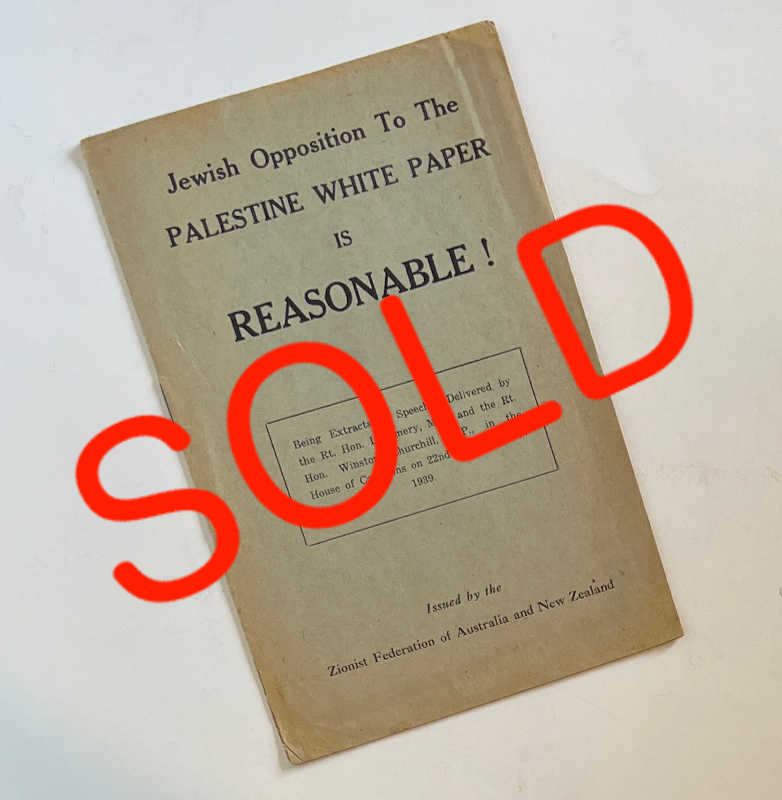 Jewish Opposition To The
PALESTINE WHITE PAPER
IS
REASONABLE !
Being Extracts Delivered by
the Rt. Hon. and the Rt.
Hon. Winston Churchill, in the
House of on 22nd
1939.
Issued by the
Zionist Federation of Australia and New Zealand
SOLD